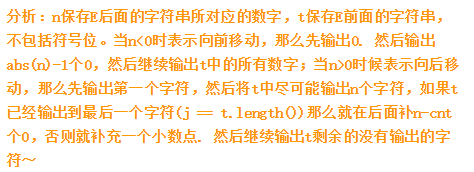 分析：n保存E后面的字符串所对应的数字，t保存E前面的字符串，
不包括符号位。当n<0时表示向前移动，那么先输出0. 然后输出
abs(n)-1个0，然后继续输出t中的所有数字；当n>0时候表示向后移
动，那么先输出第一个字符，然后将t中尽可能输出n个字符，如果t
已经输出到最后一个字符(j == t.length())那么就在后面补n-cnt
个0，否则就补充一个小数点. 然后继续输出t剩余的没有输出的字
符～